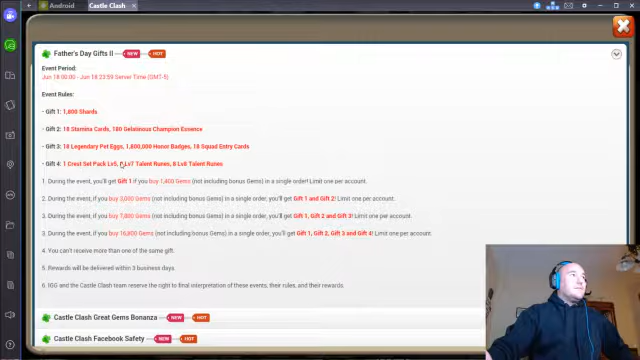 Android Castle Clash
Father's Day Gifts II NEW HOT
Event Period:
Jun 18 00:00 - Jun 18 23:59 Server Time (GMT-5)
Event Rules:
- Gift 1: 1,800 Shards
- Gift 2: 18 Stamina Cards, 180 Gelatinous Champion Essence
- Gift 3: 18 Legendary Pet Eggs, 1,800,000 Honor Badges, 18 Squad Entry Cards
- Gift 4: 1 Crest Set Pack Lv5, Lv7 Talent Runes, 8 Lv8 Talent Runes
1. During the event, you'll get Gift 1 if you buy 1,400 Gems (not including bonus Gems) in a single order! Limit one per account.
2. During the event, if you buy 3,000 Gems (not including bonus Gems) in a single order, you'll get Gift 1 and Gift 2! Limit one per account.
3. During the event, if you buy 7,800 Gems (not including bonus Gems) in a single order, you'll get Gift 1, Gift 2 and Gift 3! Limit one per account.
3. During the event, if you buy 16,800 Gems (not including bonus Gems) in a single order, you'll get Gift 1, Gift 2, Gift 3 and Gift 4! Limit one per account.
4. You can't receive more than one of the same gift.
5. Rewards will be delivered within 3 business days.
6. IGG and the Castle Clash team reserve the right to final interpretation of these events, their rules, and their rewards.
Castle Clash Great Gems Bonanza NEW HOT
Castle Clash Facebook Safety NEW HOT